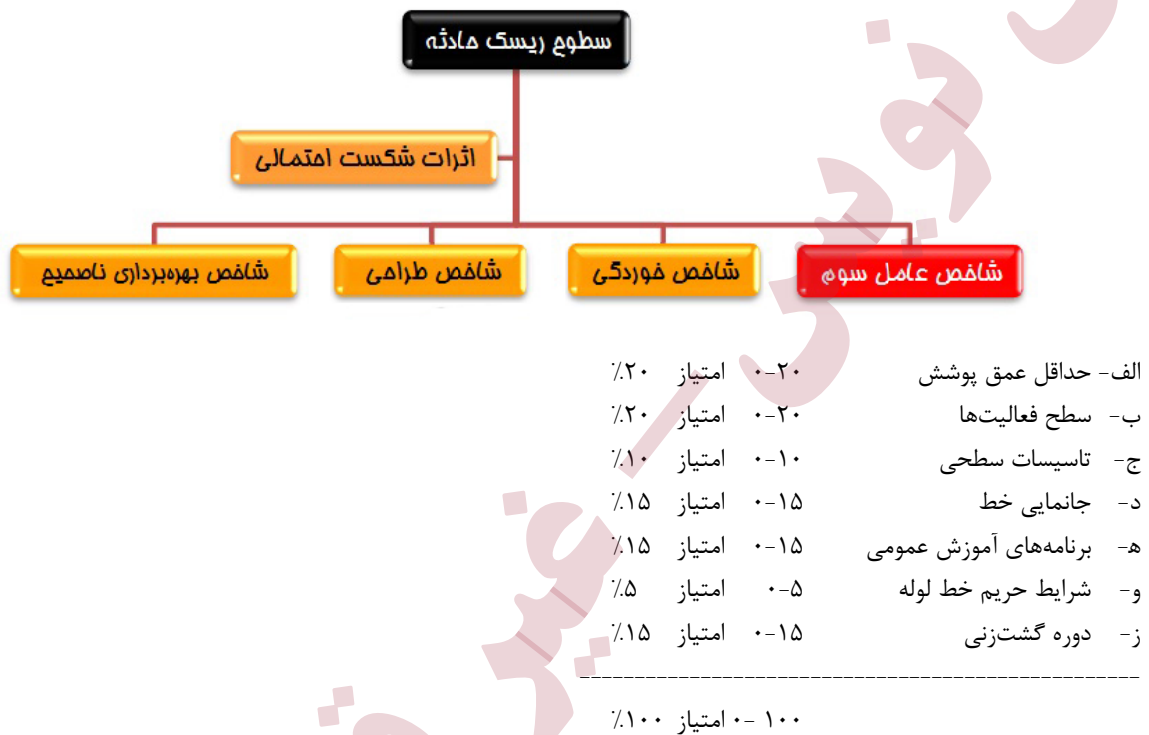 سطوح ریسک حادثه
اثرات شکست احتمالی
شاخص عامل سوم
شاخص خوردگی
شاخص طراحی
شاخص بهره‌برداری ناصحیح
الف- حداقل عمق پوشش ۰-۲۰ امتیاز ۲۰٪
ب- سطح فعالیت‌ها ۰-۲۰ امتیاز ۲۰٪
ج- تاسیسات سطحی ۰-۱۰ امتیاز ۱۰٪
د- جانمایی خط ۰-۱۵ امتیاز ۱۵٪
ه- برنامه‌های آموزش عمومی ۰-۱۵ امتیاز ۱۵٪
و- شرایط حریم خط لوله ۰-۵ امتیاز ۵٪
ز- دوره گشت‌زنی ۰-۱۵ امتیاز ۱۵٪
۰-۱۰۰ امتیاز ۱۰۰٪